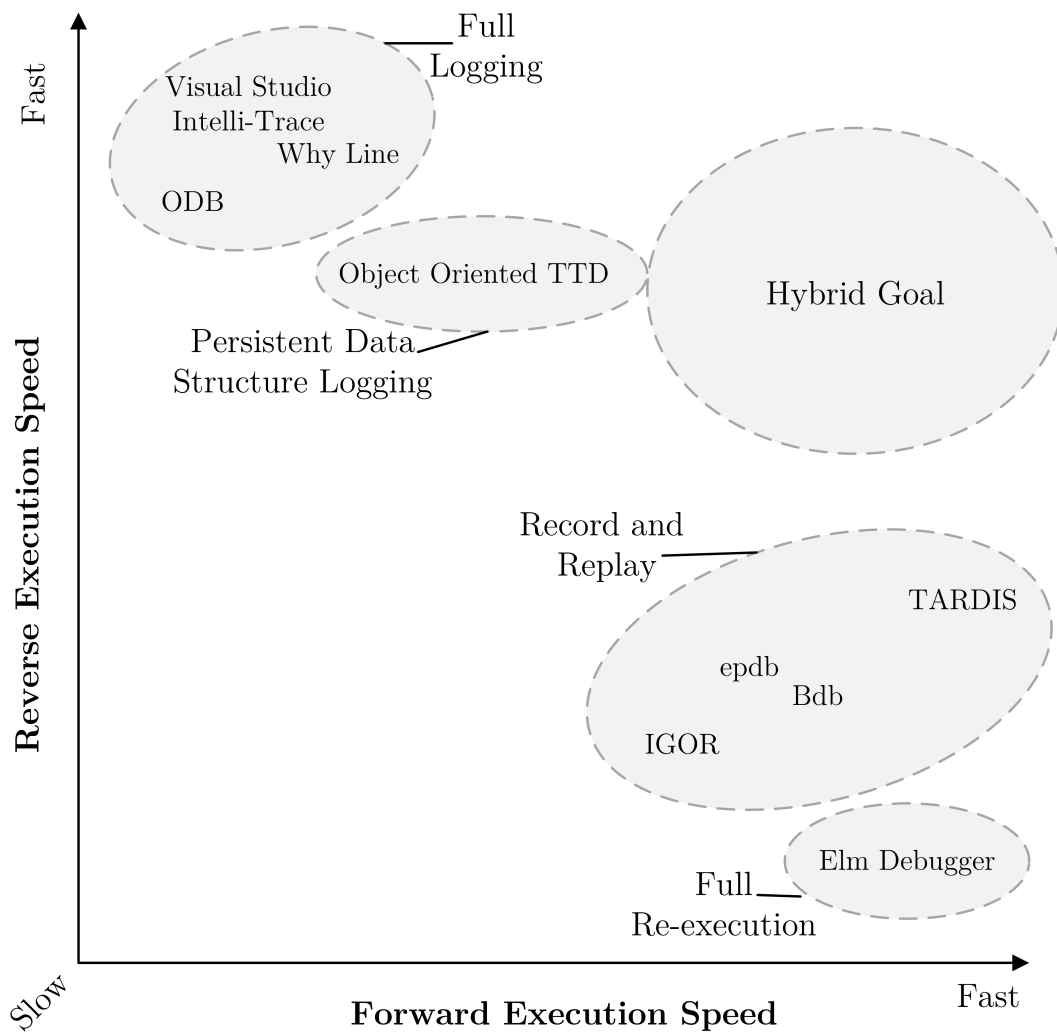 Full
Logging
Fast
Visual Studio
Intelli-Trace
Why Line
ODB
Object Oriented TTD
Hybrid Goal
Persistent Data
Structure Logging
Reverse Execution Speed
Record and
Replay
TARDIS
epdb
Bdb
IGOR
Elm Debugger
Full
Re-execution
Slow
Fast
Forward Execution Speed